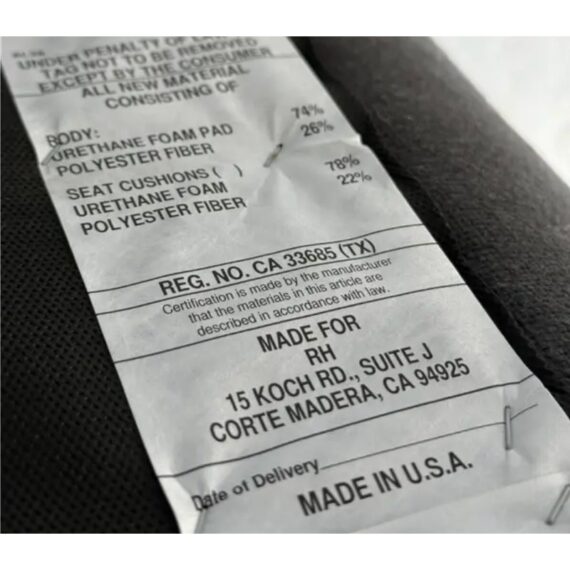 UNDER PENALTY OF LAW
TAG NOT TO BE REMOVED
EXCEPT BY THE CONSUMER
ALL NEW MATERIAL
CONSISTING OF
BODY:
URETHANE FOAM PAD 74%
POLYESTER FIBER 26%
SEAT CUSHIONS ( )
URETHANE FOAM 78%
POLYESTER FIBER 22%
REG. NO. CA 33685 (TX)
Certification is made by the manufacturer
that the materials in this article are
described in accordance with law.
MADE FOR
RH
15 KOCH RD., SUITE J
CORTE MADERA, CA 94925
Date of Delivery
MADE IN U.S.A.